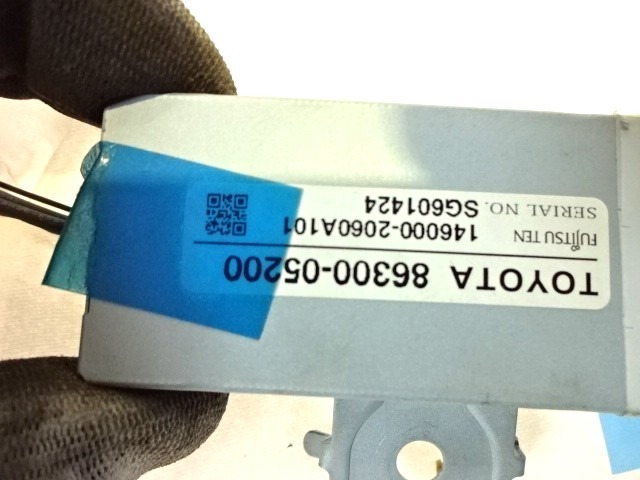 TOYOTA A 86300-05200
FUJITSU TEN 146000-2060A101
SERIAL NO. SG601424